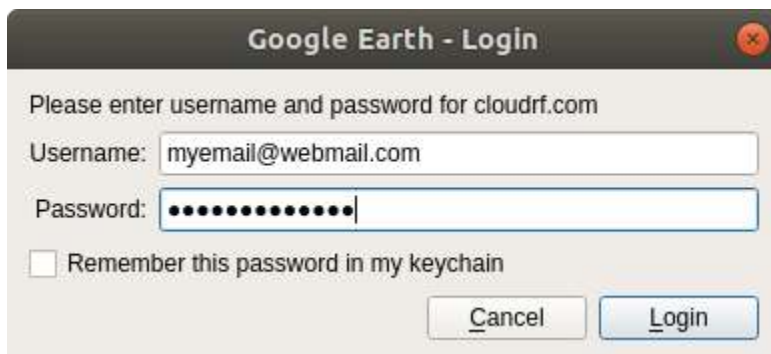 Google Earth - Login
Please enter username and password for cloudrf.com
Username: myemail@webmail.com
Password: •••••••••••••
Remember this password in my keychain
Cancel Login